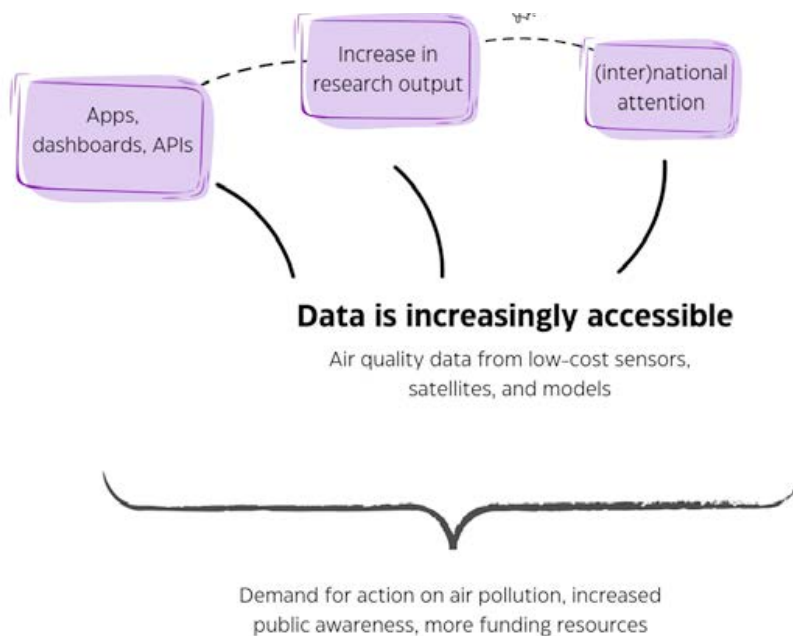 Apps,
dashboards, APIs
Increase in
research output
(inter)national
attention
Data is increasingly accessible
Air quality data from low-cost sensors,
satellites, and models
Demand for action on air pollution, increased
public awareness, more funding resources